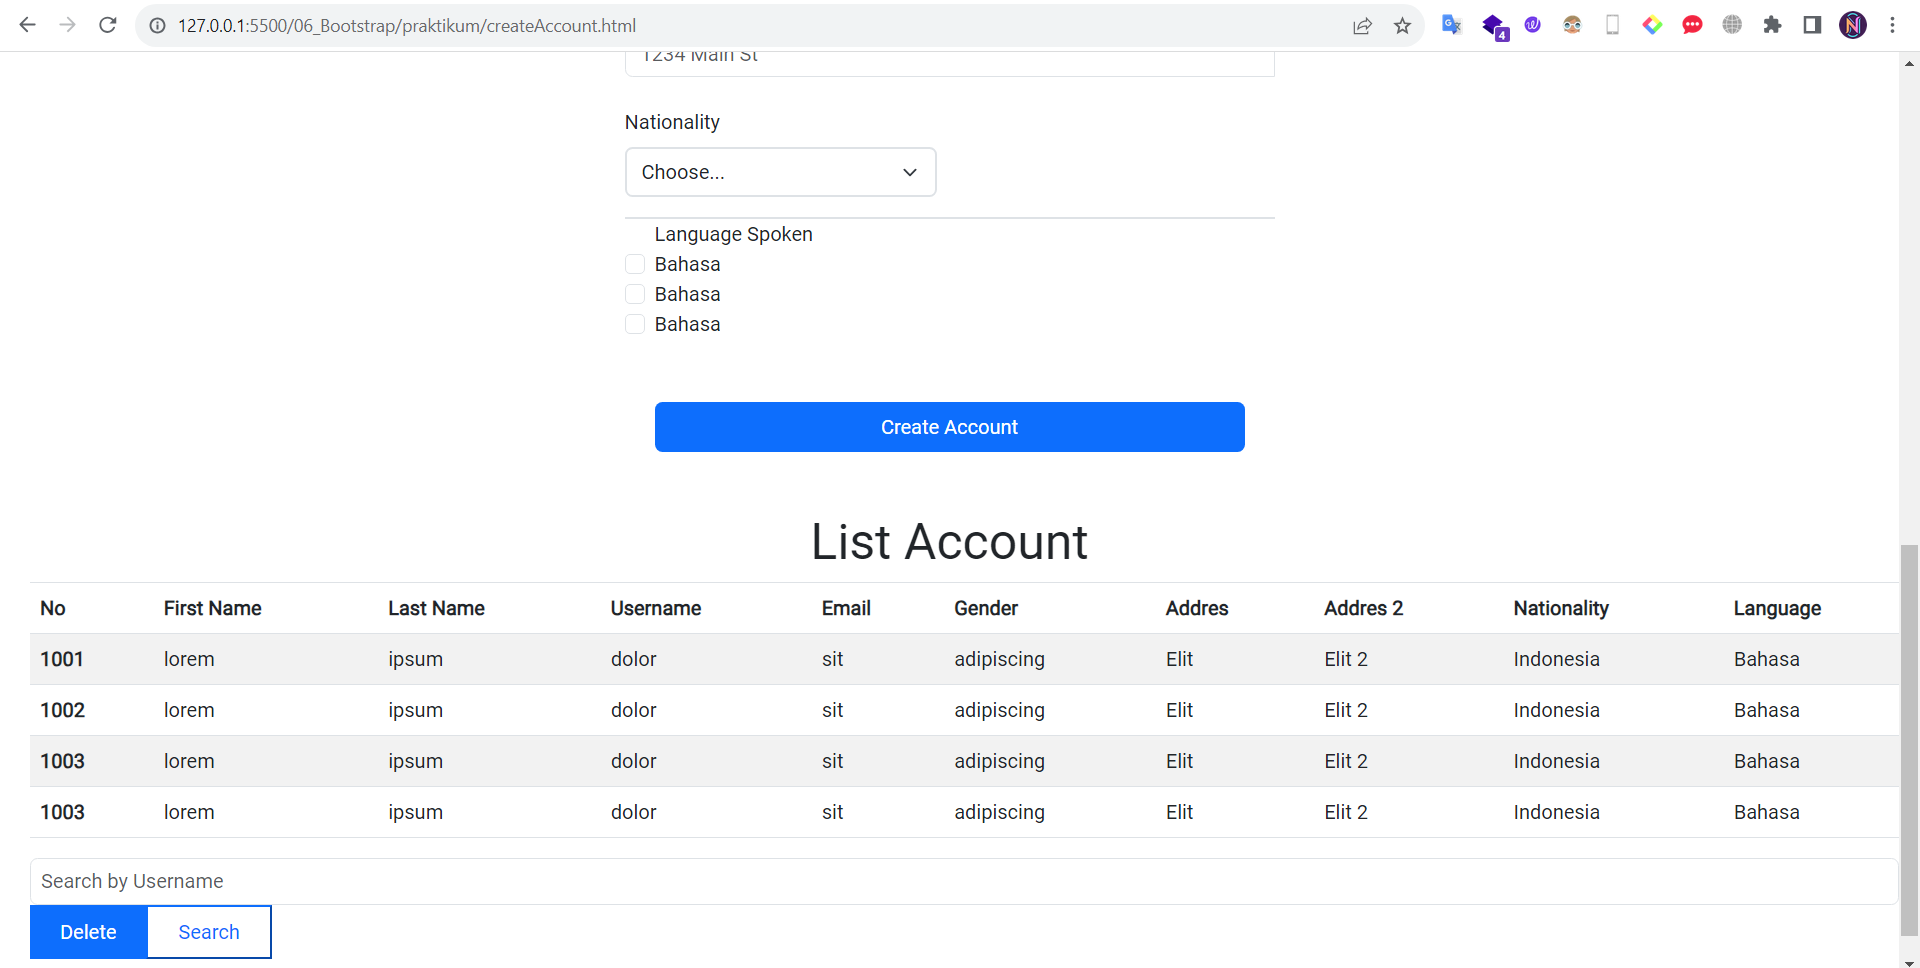 127.0.0.1:5500/06_Bootstrap/praktikum/createAccount.html
4
1234 Main St
Nationality
Choose...
Language Spoken
Bahasa
Bahasa
Bahasa
Create Account
List Account
No First Name Last Name Username Email Gender Addres Addres 2 Nationality Language
1001 lorem ipsum dolor sit adipiscing Elit Elit 2 Indonesia Bahasa
1002 lorem ipsum dolor sit adipiscing Elit Elit 2 Indonesia Bahasa
1003 lorem ipsum dolor sit adipiscing Elit Elit 2 Indonesia Bahasa
1003 lorem ipsum dolor sit adipiscing Elit Elit 2 Indonesia Bahasa
Search by Username
Delete Search